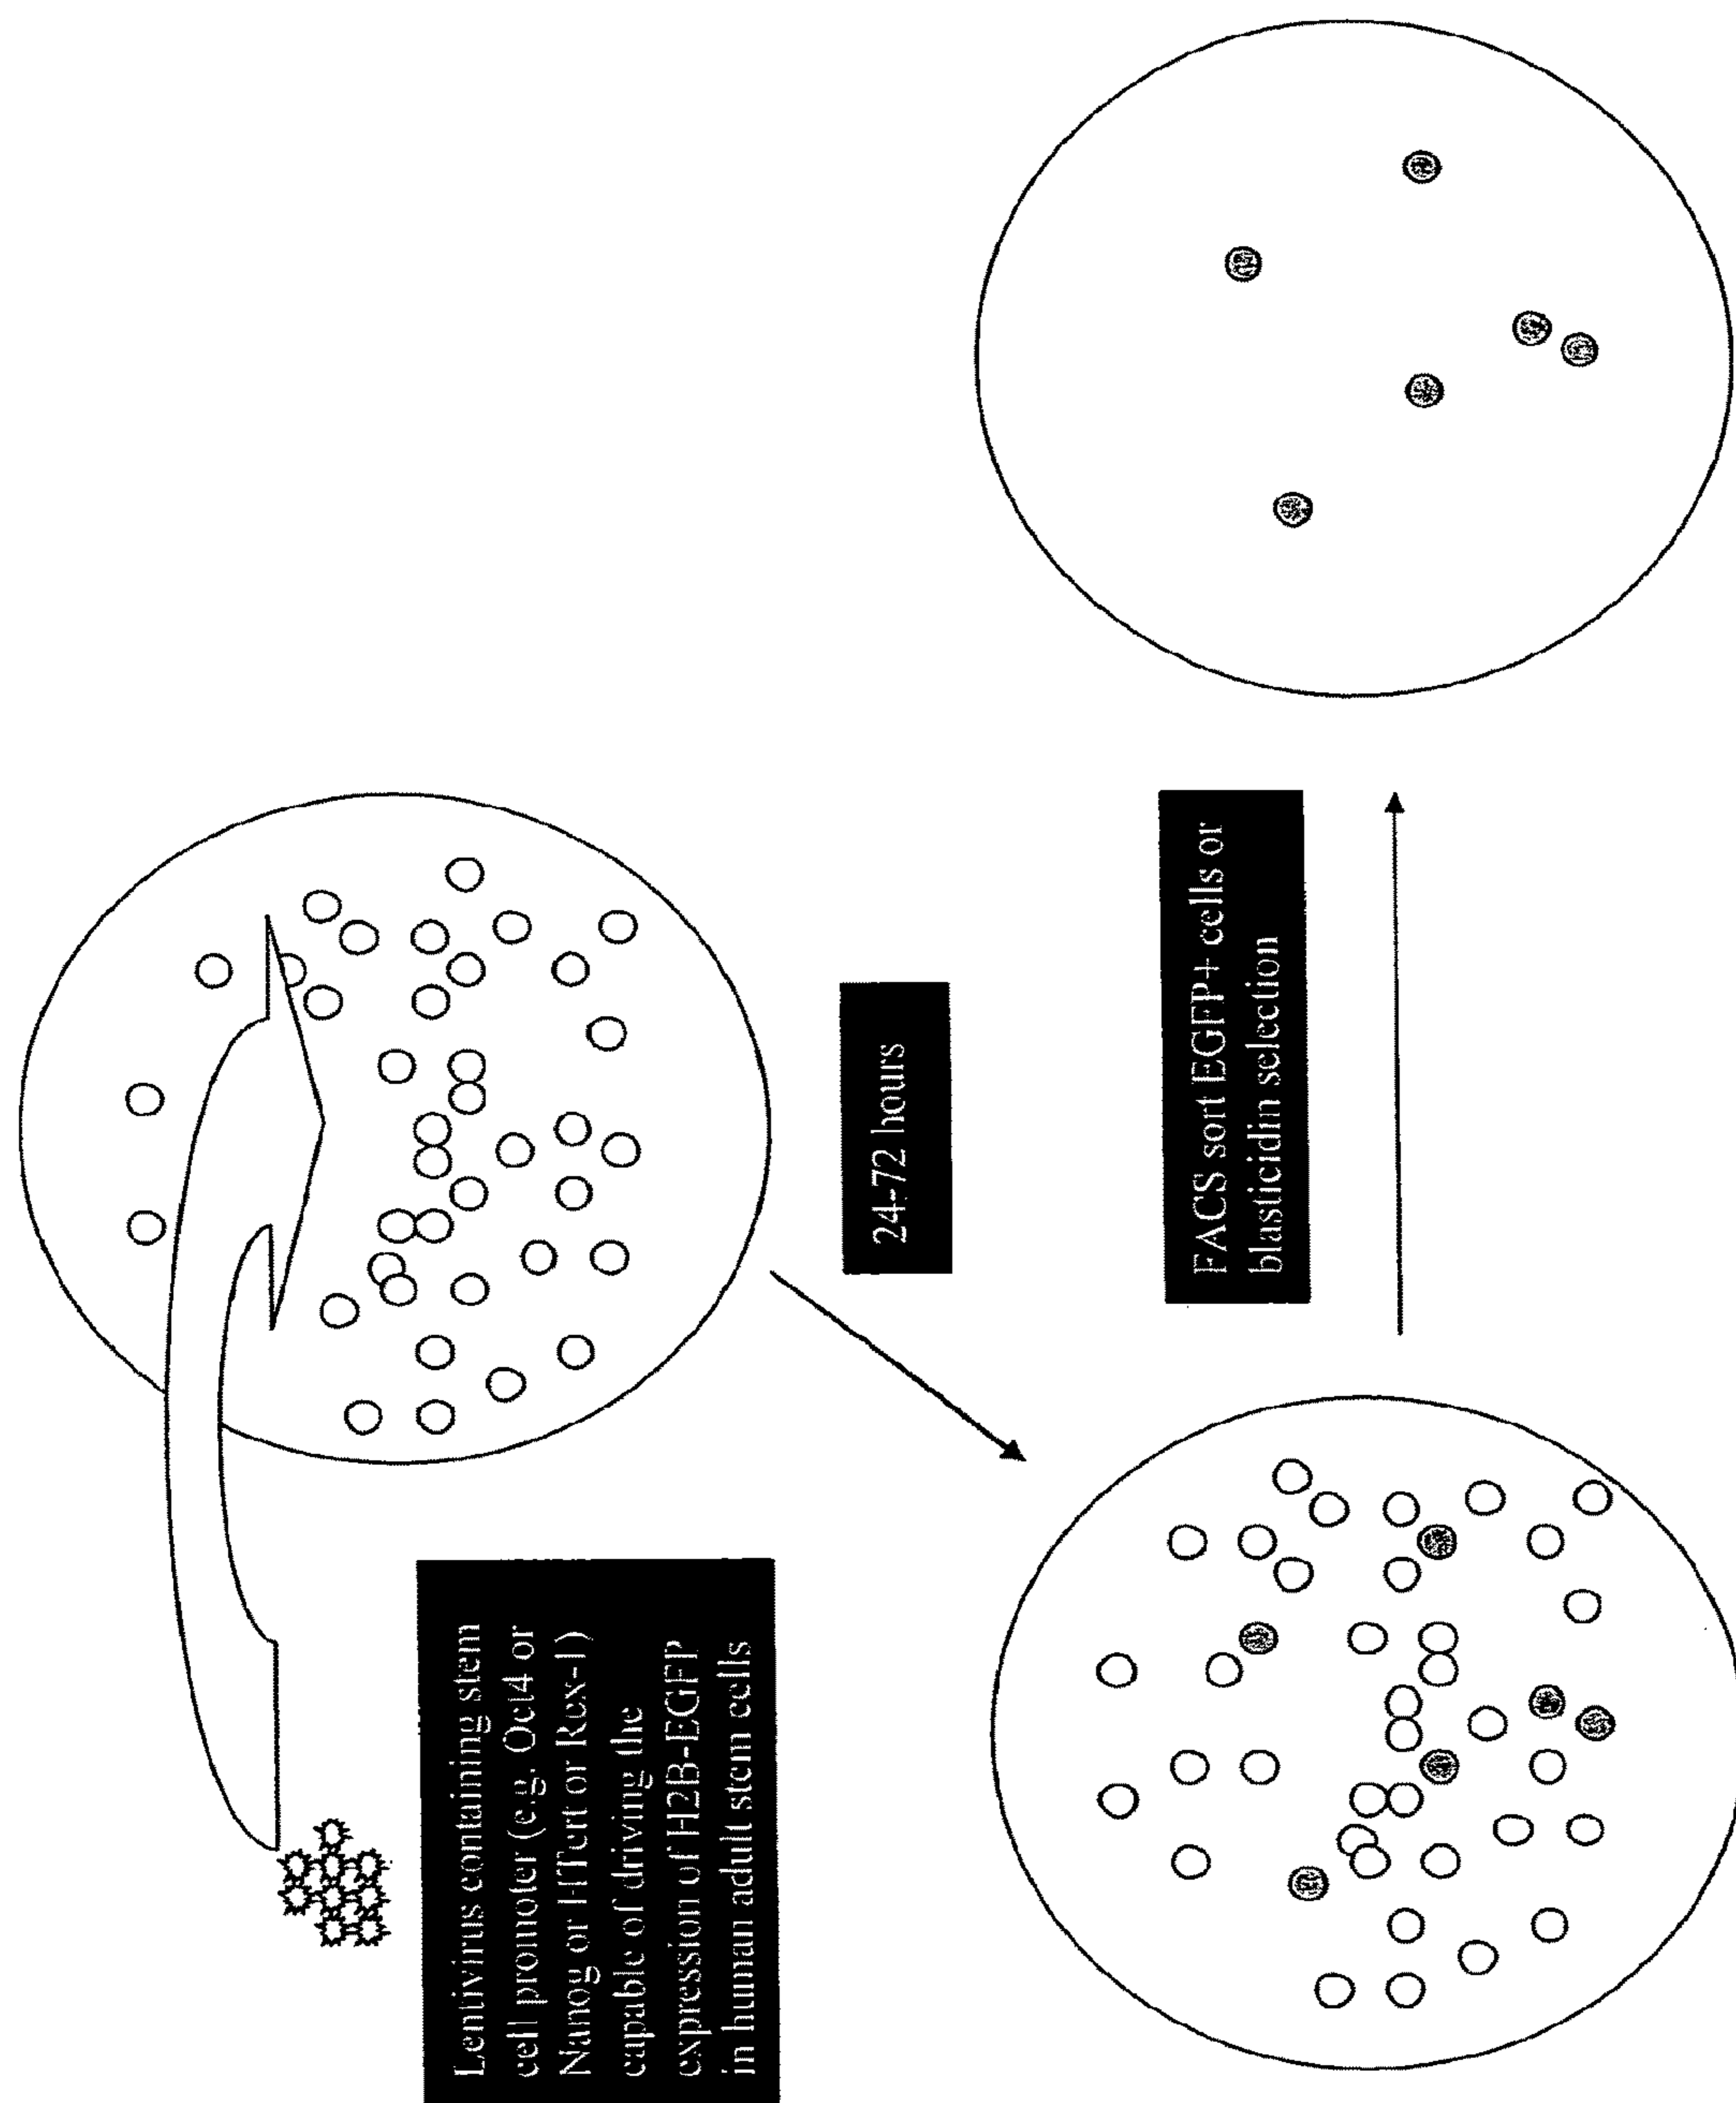 Lentivirus containing stem
cell promoter (e.g. Oct4 or
Nanog or HTert or Rex-1)
capable of driving the
expression of H2B-EGFP
in human adult stem cells
24-72 hours
FACS sort EGFP+ cells or
blasticidin selection